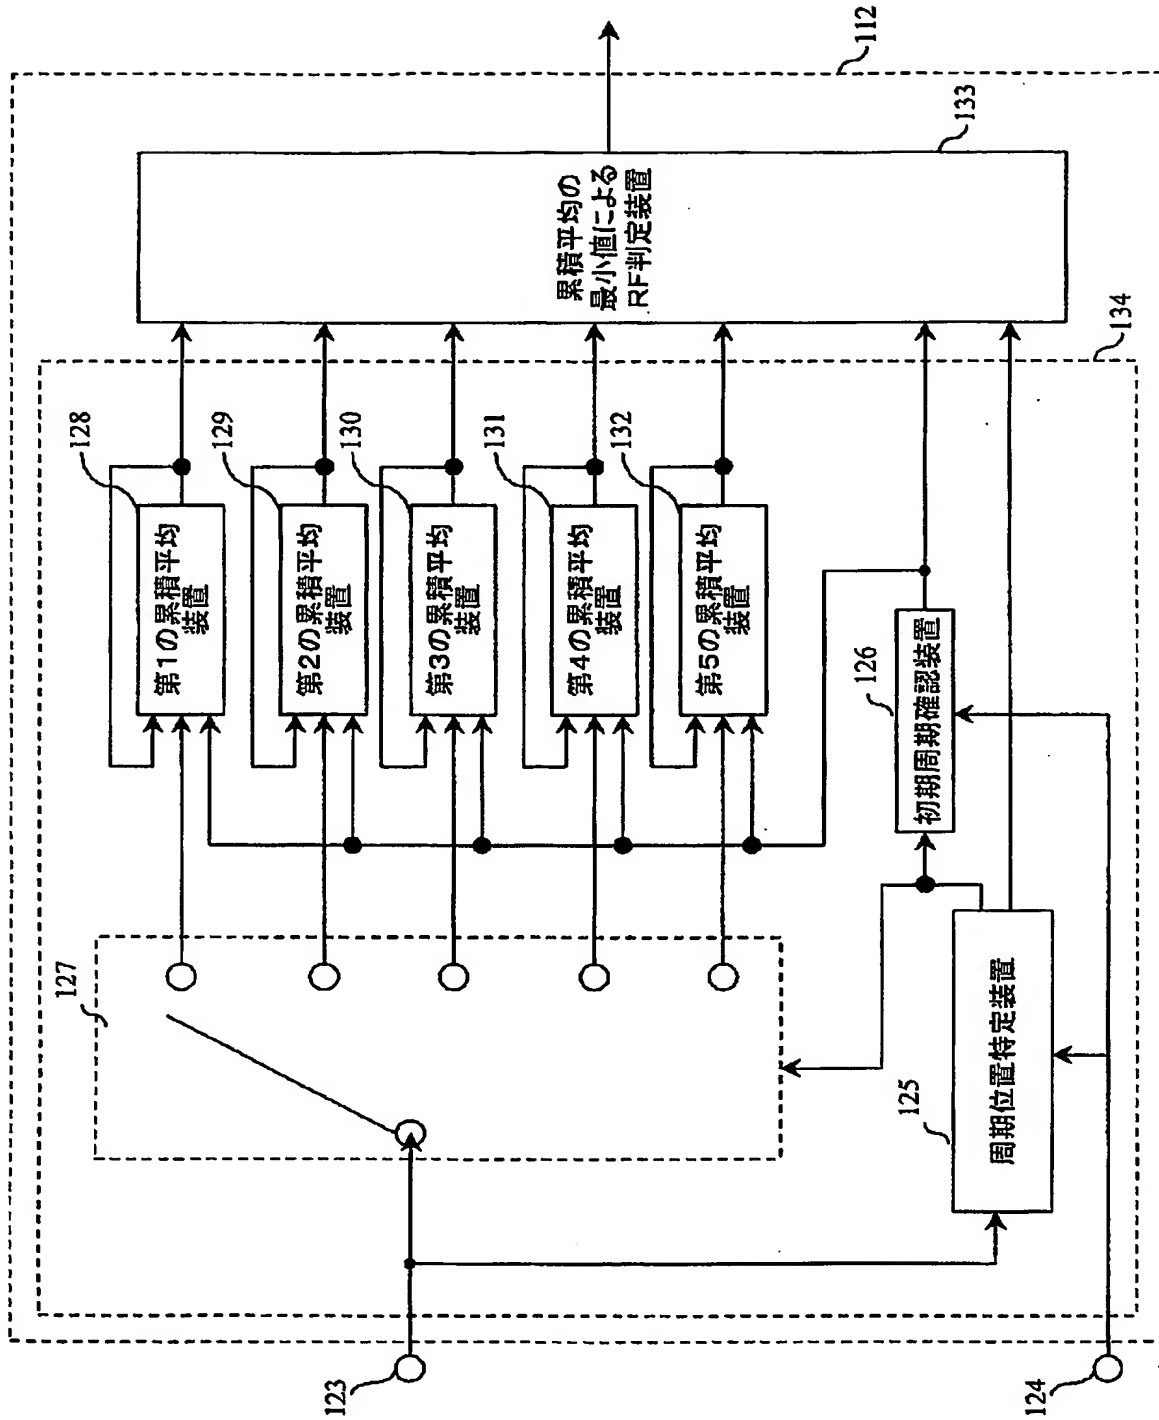 112
133
累積平均の
最小値による
RF判定装置
134
128
第1の累積平均
装置
129
第2の累積平均
装置
130
第3の累積平均
装置
131
第4の累積平均
装置
132
第5の累積平均
装置
127
126
初期周期確認装置
125
周期位置特定装置
123
124